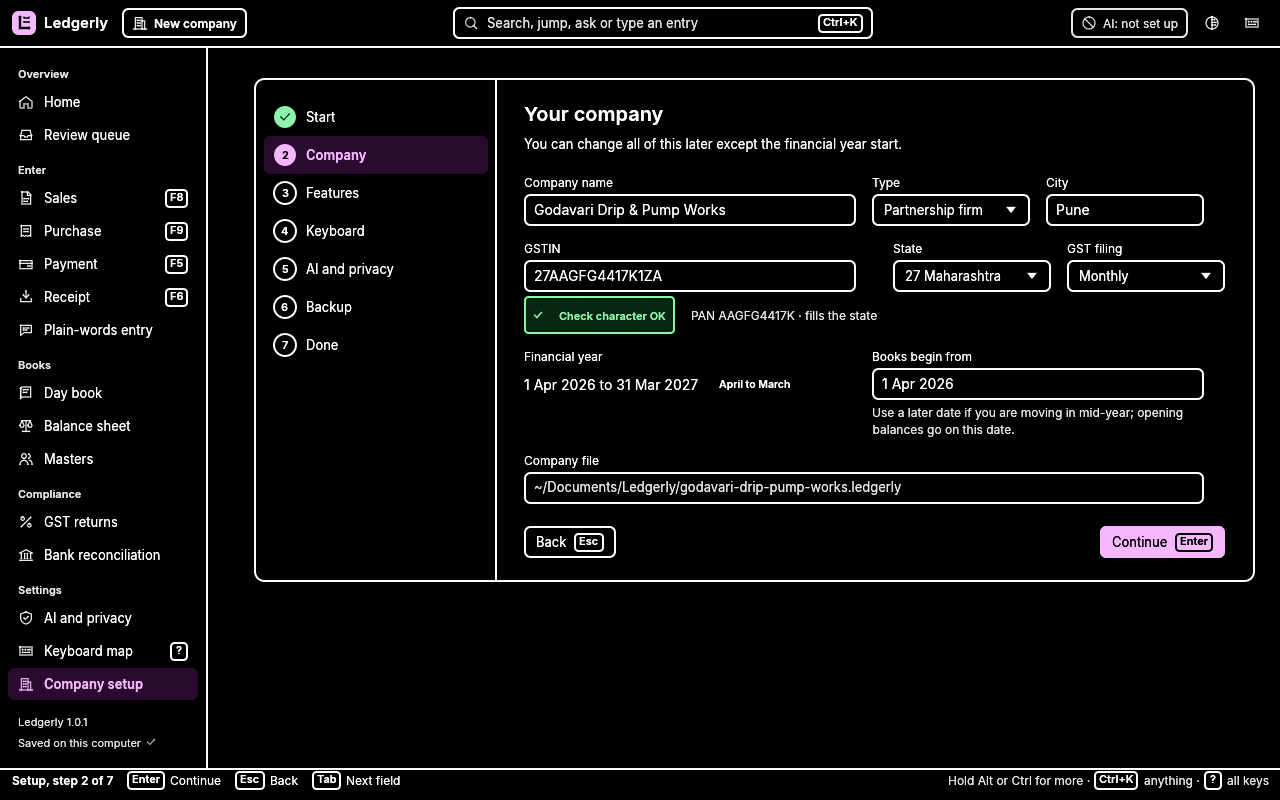 Ledgerly
New company
Search, jump, ask or type an entry
Ctrl+K
AI: not set up
Overview
Home
Review queue
Enter
Sales F8
Purchase F9
Payment F5
Receipt F6
Plain-words entry
Books
Day book
Balance sheet
Masters
Compliance
GST returns
Bank reconciliation
Settings
AI and privacy
Keyboard map ?
Company setup
Ledgerly 1.0.1
Saved on this computer
Start
2 Company
3 Features
4 Keyboard
5 AI and privacy
6 Backup
7 Done
Your company
You can change all of this later except the financial year start.
Company name Type City
Godavari Drip & Pump Works Partnership firm Pune
GSTIN State GST filing
27AAGFG4417K1ZA 27 Maharashtra Monthly
Check character OK PAN AAGFG4417K · fills the state
Financial year Books begin from
1 Apr 2026 to 31 Mar 2027 April to March 1 Apr 2026
Use a later date if you are moving in mid-year; opening
balances go on this date.
Company file
~/Documents/Ledgerly/godavari-drip-pump-works.ledgerly
Back Esc Continue Enter
Setup, step 2 of 7 Enter Continue Esc Back Tab Next field Hold Alt or Ctrl for more · Ctrl+K anything · ? all keys